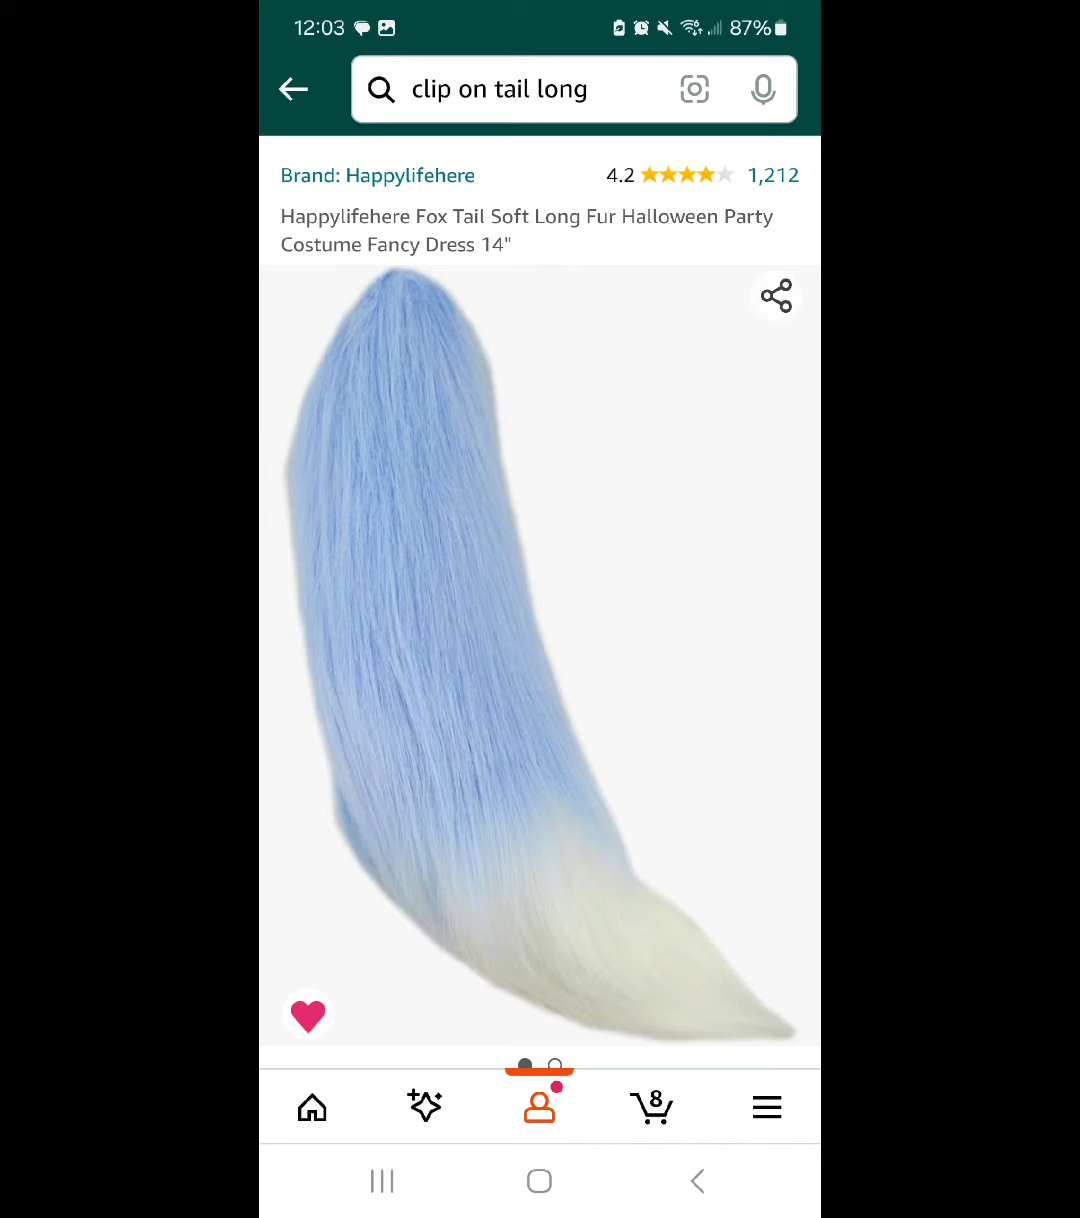 12:03 87%
clip on tail long
Brand: Happylifehere 4.2 1,212
Happylifehere Fox Tail Soft Long Fur Halloween Party
Costume Fancy Dress 14"
8